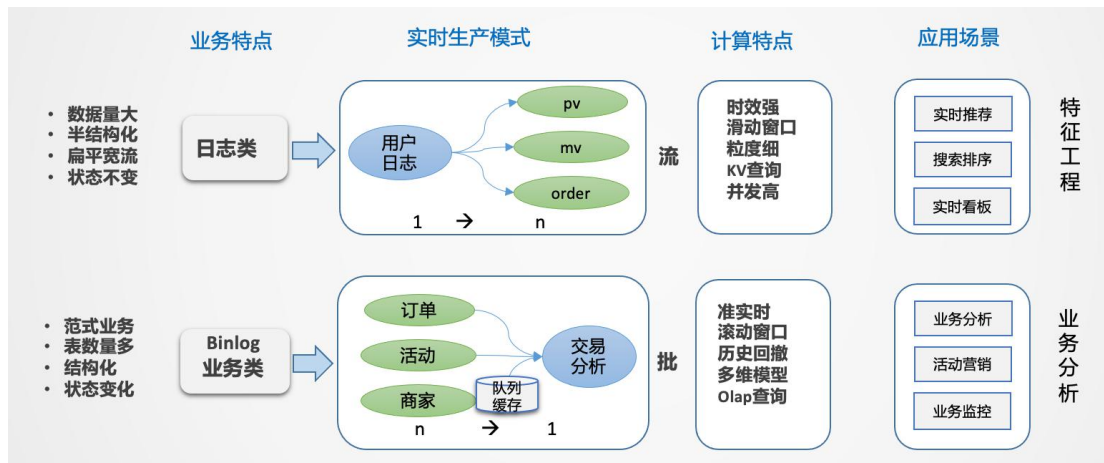 业务特点
实时生产模式
计算特点
应用场景
• 数据量大
• 半结构化
• 扁平宽流
• 状态不变
日志类
用户
日志
pv
mv
order
1 → n
流
时效强
滑动窗口
粒度细
KV查询
并发高
实时推荐
搜索排序
实时看板
特征工程
• 范式业务
• 表数量多
• 结构化
• 状态变化
Binlog
业务类
订单
活动
商家
队列
缓存
交易
分析
n → 1
批
准实时
滚动窗口
历史回撤
多维模型
Olap查询
业务分析
活动营销
业务监控
业务分析